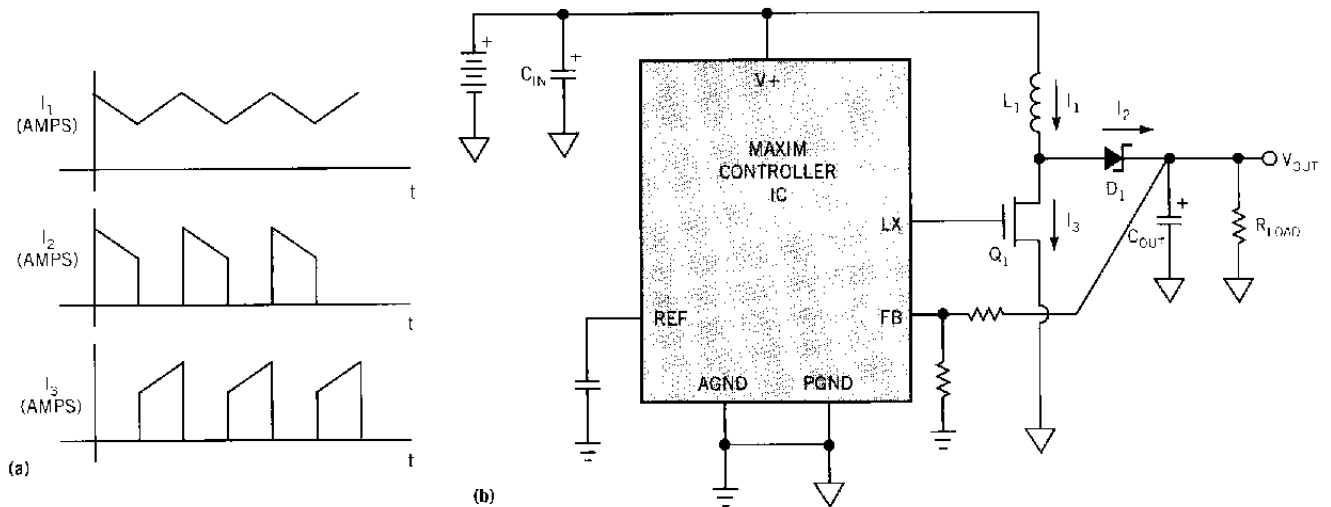 I1
(AMPS)
t
I2
(AMPS)
t
I3
(AMPS)
t
(a)
+
CIN
+
V+
MAXIM
CONTROLLER
IC
LX
REF
FB
AGND
PGND
L1
I1
I2
D1
VOUT
Q1
I3
+
COUT
RLOAD
(b)